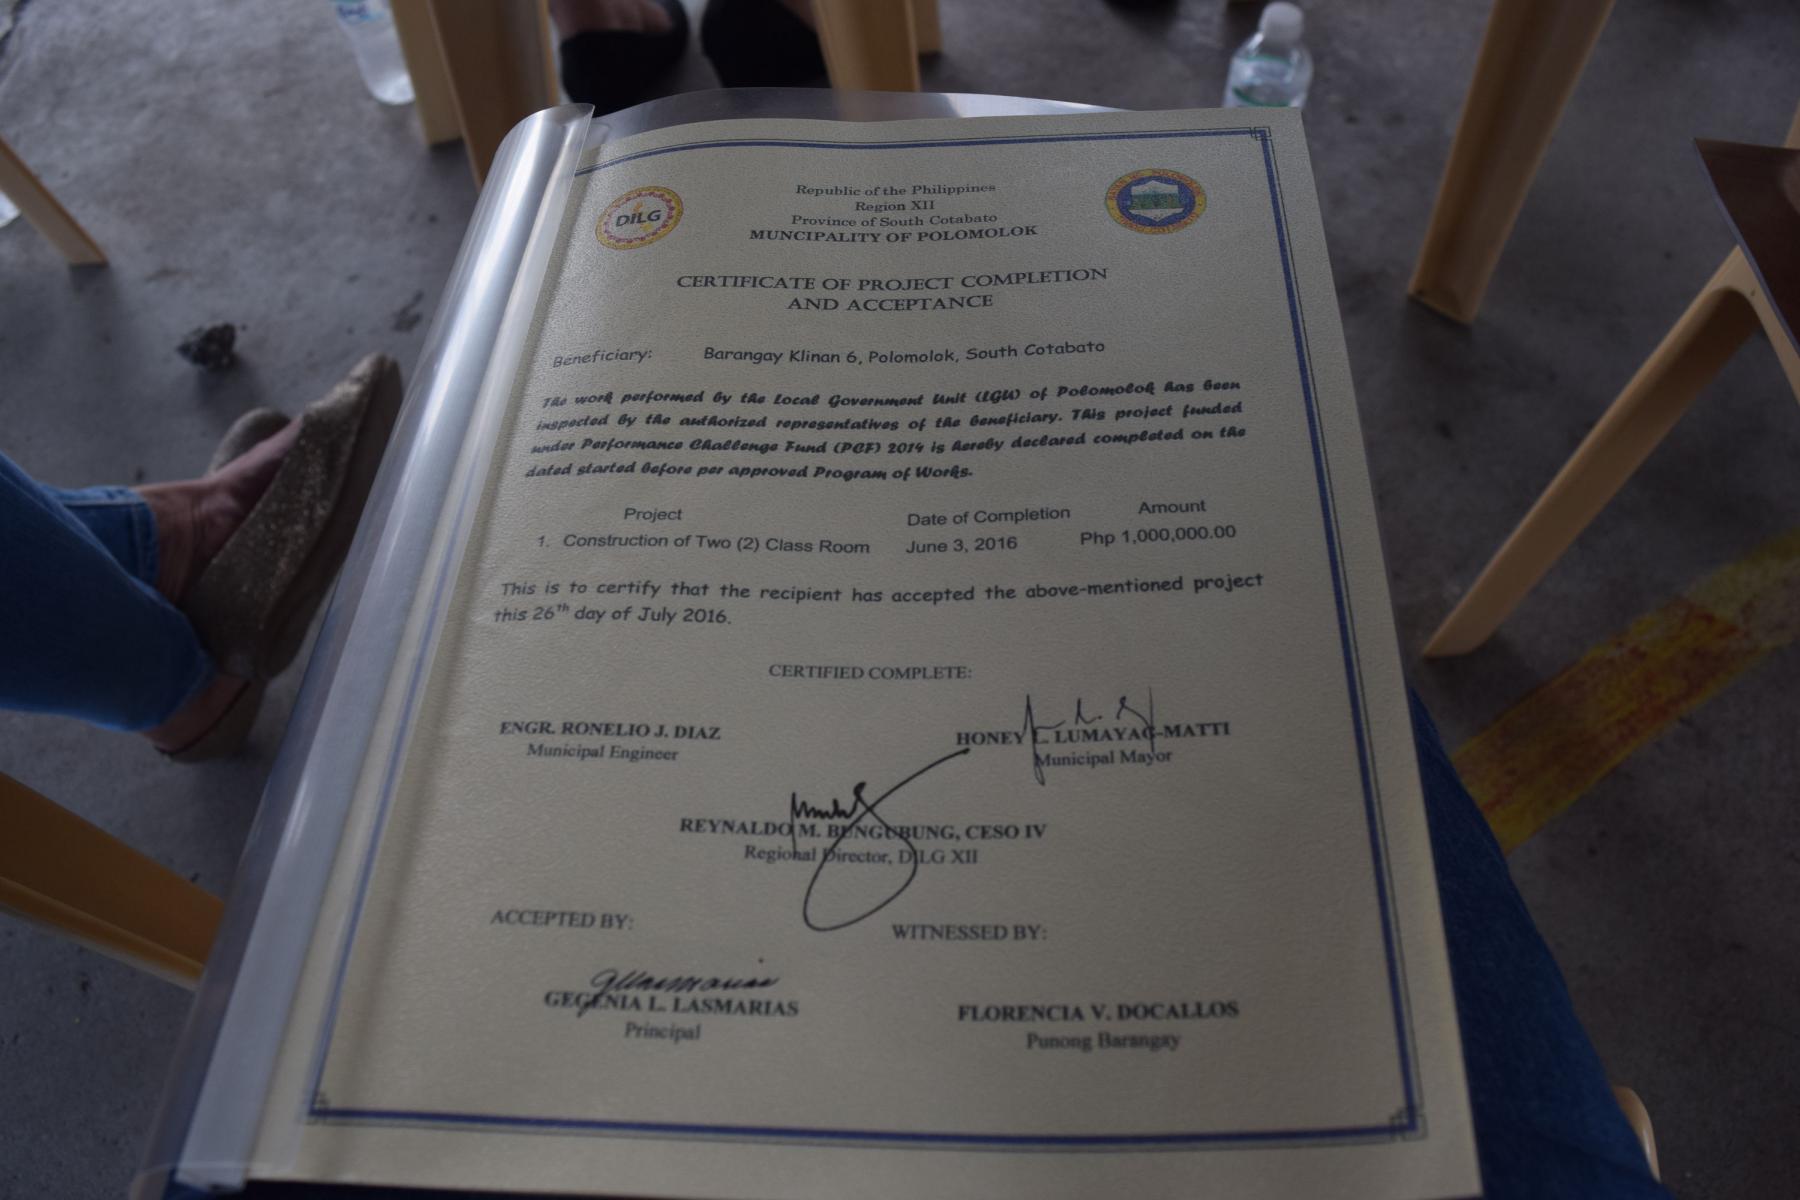 DILG
Republic of the Philippines
Region XII
Province of South Cotabato
MUNCIPALITY OF POLOMOLOK
CERTIFICATE OF PROJECT COMPLETION
AND ACCEPTANCE
Beneficiary: Barangay Klinan 6, Polomolok, South Cotabato
The work performed by the Local Government Unit (LGU) of Polomolok has been
inspected by the authorized representatives of the beneficiary. This project funded
under Performance Challenge Fund (PCF) 2014 is hereby declared completed on the
dated started before per approved Program of Works.
Project Date of Completion Amount
1. Construction of Two (2) Class Room June 3, 2016 Php 1,000,000.00
This is to certify that the recipient has accepted the above-mentioned project
this 26th day of July 2016.
CERTIFIED COMPLETE:
ENGR. RONELIO J. DIAZ HONEY L. LUMAYAG-MATTI
Municipal Engineer Municipal Mayor
REYNALDO M. BUNGUBUNG, CESO IV
Regional Director, DILG XII
ACCEPTED BY: WITNESSED BY:
GEGENIA L. LASMARIAS FLORENCIA V. DOCALLOS
Principal Punong Barangay